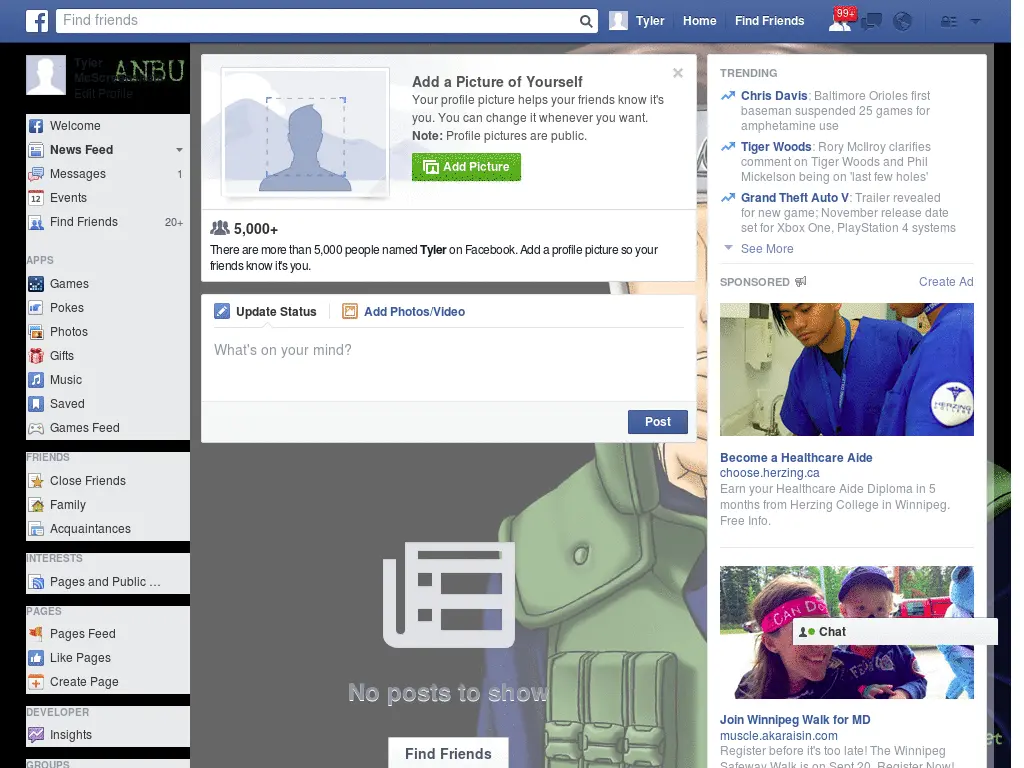 Find friends
Tyler
Home
Find Friends
99+
Tyler
ANBU
Edit Profile
Welcome
News Feed
Messages
1
12
Events
Find Friends
20+
APPS
Games
Pokes
Photos
Gifts
Music
Saved
Games Feed
FRIENDS
Close Friends
Family
Acquaintances
INTERESTS
Pages and Public ...
PAGES
Pages Feed
Like Pages
Create Page
DEVELOPER
Insights
GROUPS
Add a Picture of Yourself
Your profile picture helps your friends know it's
you. You can change it whenever you want.
Note: Profile pictures are public.
Add Picture
5,000+
There are more than 5,000 people named Tyler on Facebook. Add a profile picture so your
friends know it's you.
Update Status
Add Photos/Video
What's on your mind?
Post
No posts to show
Find Friends
TRENDING
Chris Davis: Baltimore Orioles first
baseman suspended 25 games for
amphetamine use
Tiger Woods: Rory McIlroy clarifies
comment on Tiger Woods and Phil
Mickelson being on 'last few holes'
Grand Theft Auto V: Trailer revealed
for new game; November release date
set for Xbox One, PlayStation 4 systems
See More
SPONSORED
Create Ad
HERZING
COLLEGE
Become a Healthcare Aide
choose.herzing.ca
Earn your Healthcare Aide Diploma in 5
months from Herzing College in Winnipeg.
Free Info.
CAN Do
Chat
Join Winnipeg Walk for MD
muscle.akaraisin.com
Register before it's too late! The Winnipeg
Safeway Walk is on Sept 20. Register Now!